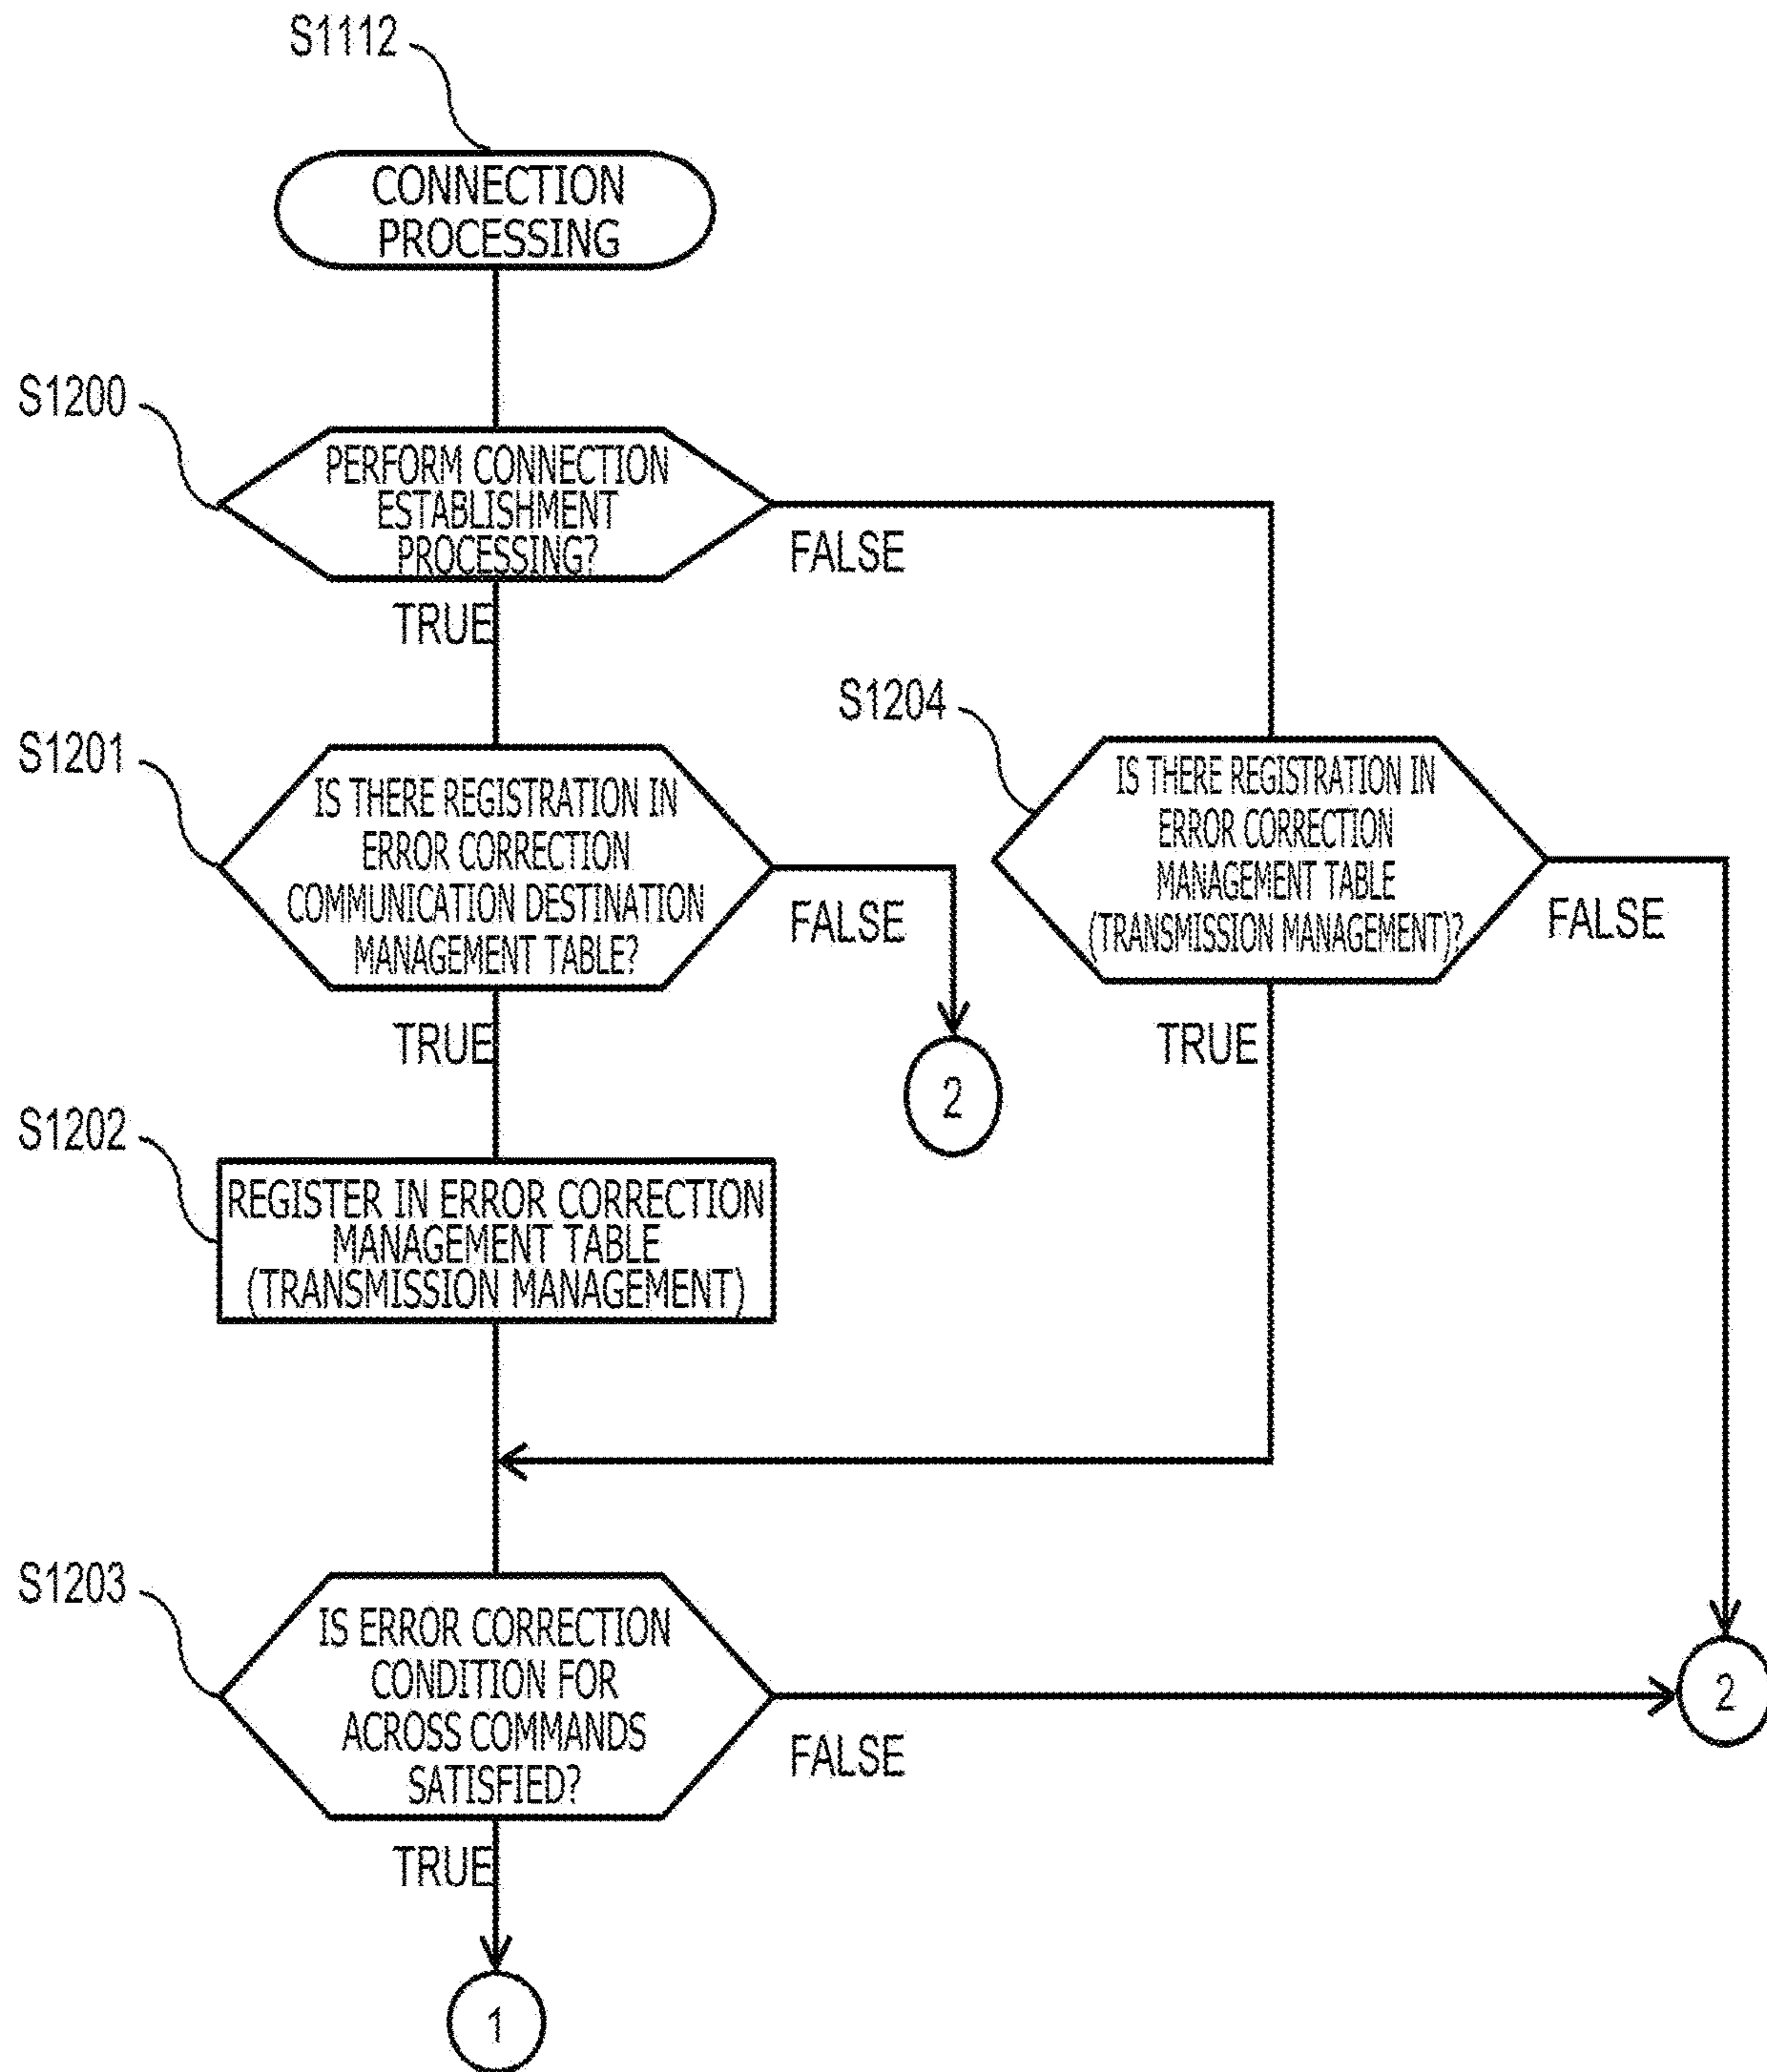 S1112
CONNECTION
PROCESSING
S1200
PERFORM CONNECTION
ESTABLISHMENT
PROCESSING?
FALSE
TRUE
S1201
IS THERE REGISTRATION IN
ERROR CORRECTION
COMMUNICATION DESTINATION
MANAGEMENT TABLE?
FALSE
TRUE
2
S1204
IS THERE REGISTRATION IN
ERROR CORRECTION
MANAGEMENT TABLE
(TRANSMISSION MANAGEMENT)?
FALSE
TRUE
S1202
REGISTER IN ERROR CORRECTION
MANAGEMENT TABLE
(TRANSMISSION MANAGEMENT)
S1203
IS ERROR CORRECTION
CONDITION FOR
ACROSS COMMANDS
SATISFIED?
FALSE
2
TRUE
1